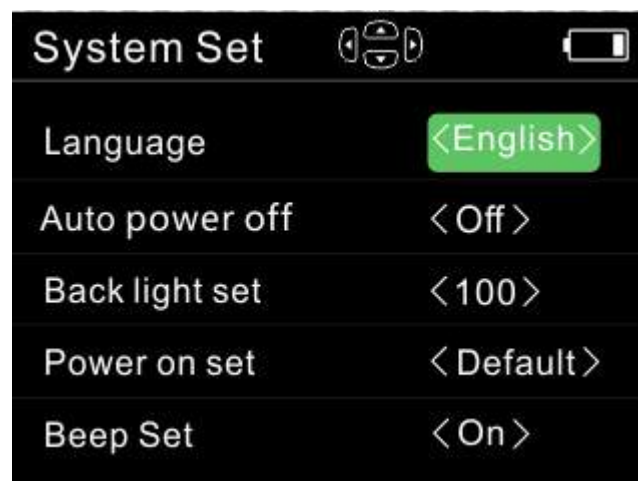 System Set
Language <English>
Auto power off <Off>
Back light set <100>
Power on set <Default>
Beep Set <On>